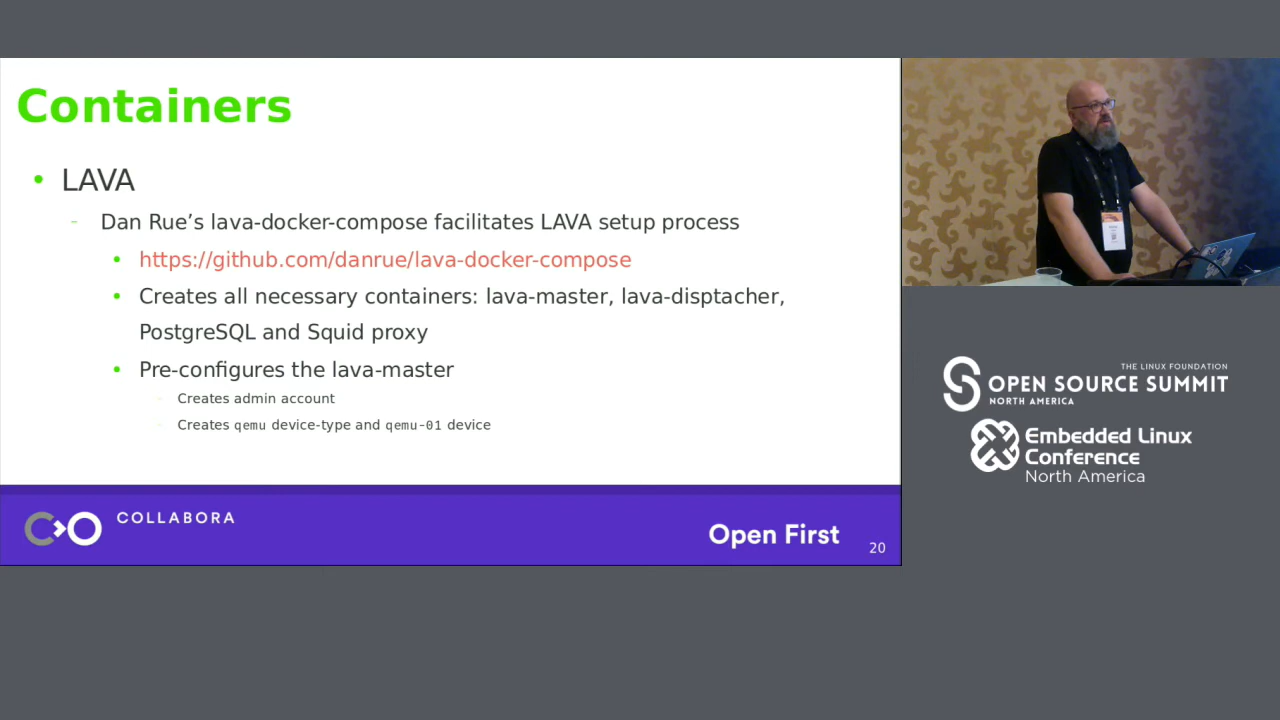 Containers
LAVA
Dan Rue's lava-docker-compose facilitates LAVA setup process
https://github.com/danrue/lava-docker-compose
Creates all necessary containers: lava-master, lava-disptacher,
PostgreSQL and Squid proxy
Pre-configures the lava-master
Creates admin account
Creates qemu device-type and qemu-01 device
COLLABORA
Open First
20
THE LINUX FOUNDATION
OPEN SOURCE SUMMIT
NORTH AMERICA
Embedded Linux
Conference
North America